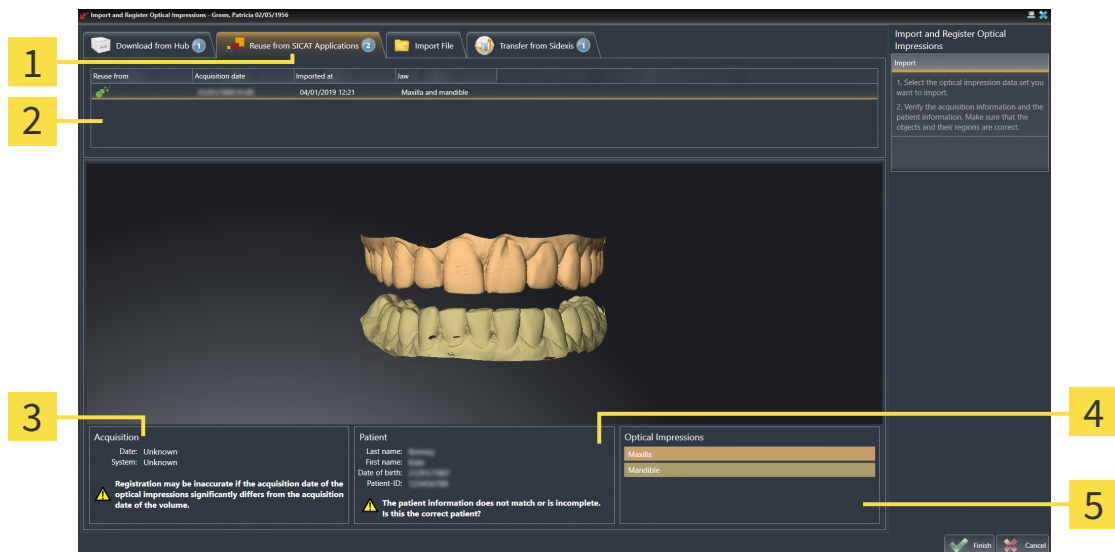 Import and Register Optical Impressions - Green, Patricia 02/05/1956
Download from Hub 1
Reuse from SICAT Applications 2
Import File
Transfer from Sidexis 1
Reuse from Acquisition date Imported at Jaw
04/01/2019 12:21 Maxilla and mandible
Import and Register Optical
Impressions
Import
1. Select the optical impression data set you
want to import.
2. Verify the acquisition information and the
patient information. Make sure that the
objects and their regions are correct.
1
2
3
Acquisition
Date: Unknown
System: Unknown
Registration may be inaccurate if the acquisition date of the
optical impressions significantly differs from the acquisition
date of the volume.
Patient
Last name:
First name:
Date of birth:
Patient-ID:
The patient information does not match or is incomplete.
Is this the correct patient?
Optical Impressions
Maxilla
Mandible
4
5
Finish
Cancel